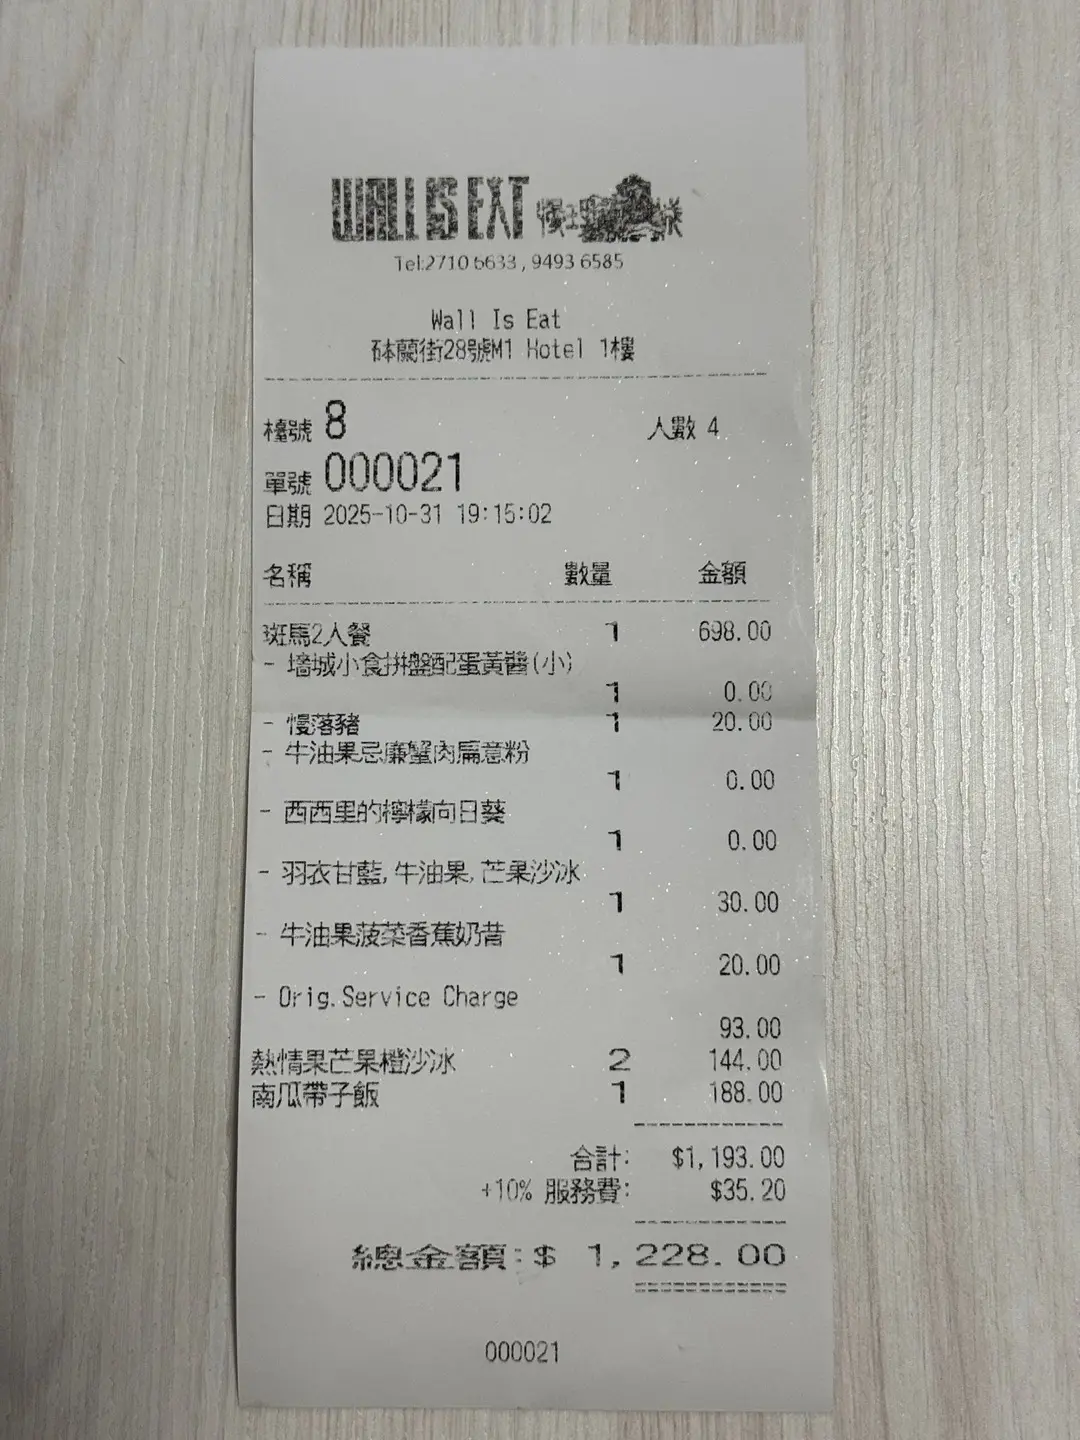 WALL IS EAT 慢
Tel:2710 6633 , 9493 6585
Wall Is Eat
砵蘭街28號M1 Hotel 1樓
檯號 8 人數 4
單號 000021
日期 2025-10-31 19:15:02
名稱 數量 金額
斑馬2人餐 1 698.00
- 墻城小食拼盤配蛋黃醬(小)
1 0.00
- 慢落豬 1 20.00
- 牛油果忌廉蟹肉扁意粉
1 0.00
- 西西里的檸檬向日葵
1 0.00
- 羽衣甘藍,牛油果,芒果沙冰
1 30.00
- 牛油果菠菜香蕉奶昔
1 20.00
- Orig.Service Charge
93.00
熱情果芒果橙沙冰 2 144.00
南瓜帶子飯 1 188.00
合計: $1,193.00
+10% 服務費: $35.20
總金額:$ 1,228.00
000021